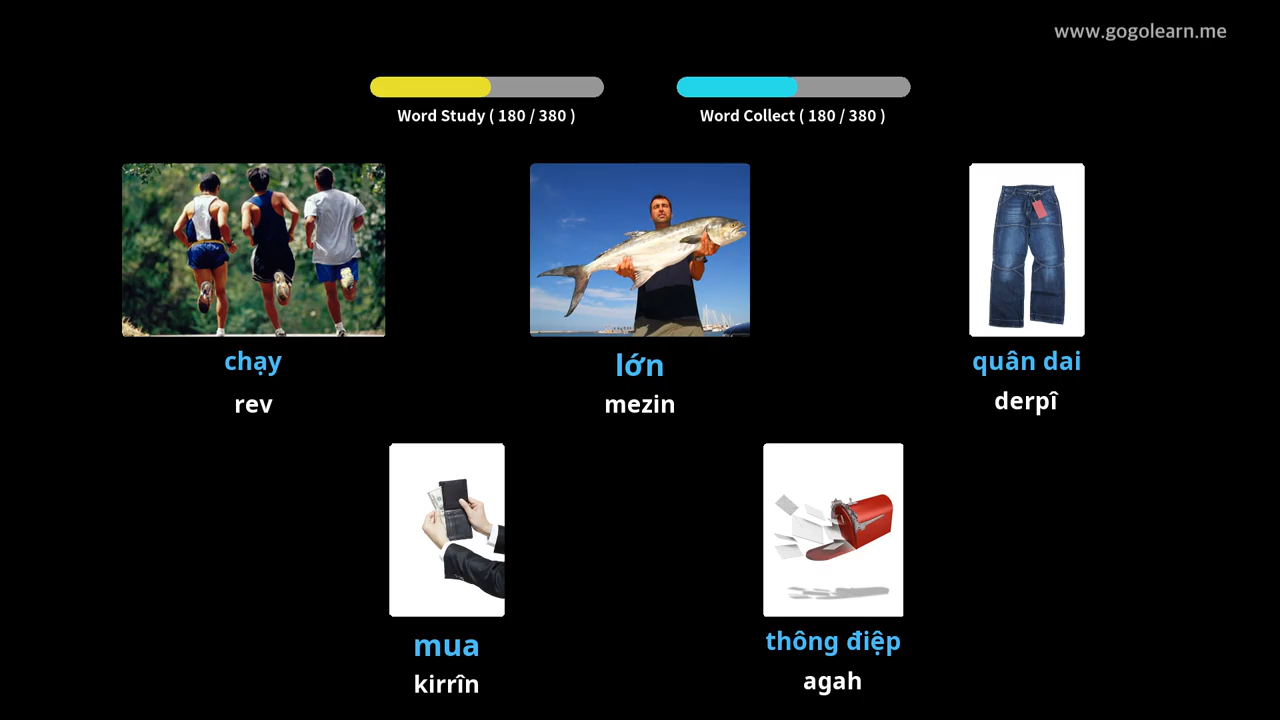 www.gogolearn.me
Word Study ( 180 / 380 )
Word Collect ( 180 / 380 )
chạy
rev
lớn
mezin
quân dai
derpî
mua
kirrîn
thông điệp
agah